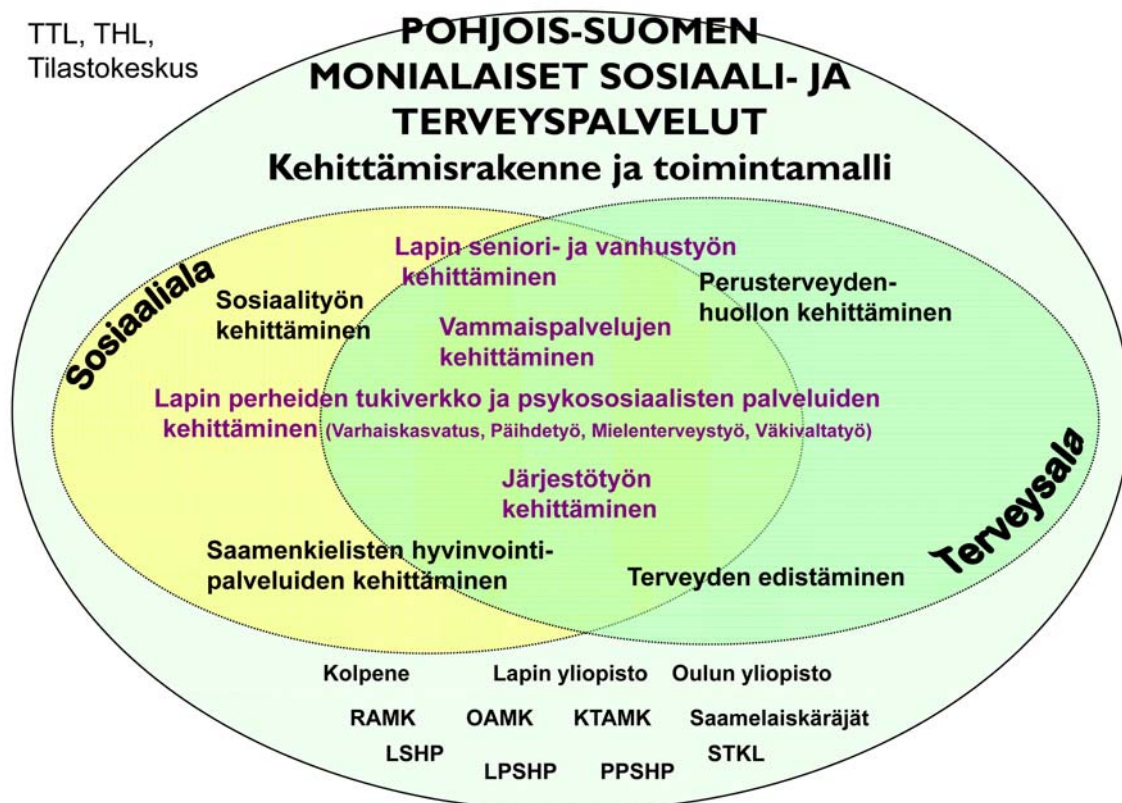 TTL, THL,
Tilastokeskus
POHJOIS-SUOMEN
MONIALAISET SOSIAALI- JA
TERVEYSPALVELUT
Kehittämisrakenne ja toimintamalli
Sosiaaliala
Lapin seniori- ja vanhustyön
kehittäminen
Sosiaalityön
kehittäminen
Perusterveyden-
huollon kehittäminen
Vammaispalvelujen
kehittäminen
Lapin perheiden tukiverkko ja psykososiaalisten palveluiden
kehittäminen (Varhaiskasvatus, Päihdetyö, Mielenterveystyö, Väkivaltatyö)
Järjestötyön
kehittäminen
Terveysala
Saamenkielisten hyvinvointi-
palveluiden kehittäminen
Terveyden edistäminen
Kolpene Lapin yliopisto Oulun yliopisto
RAMK OAMK KTAMK Saamelaiskäräjät
LSHP LPSHP PPSHP STKL